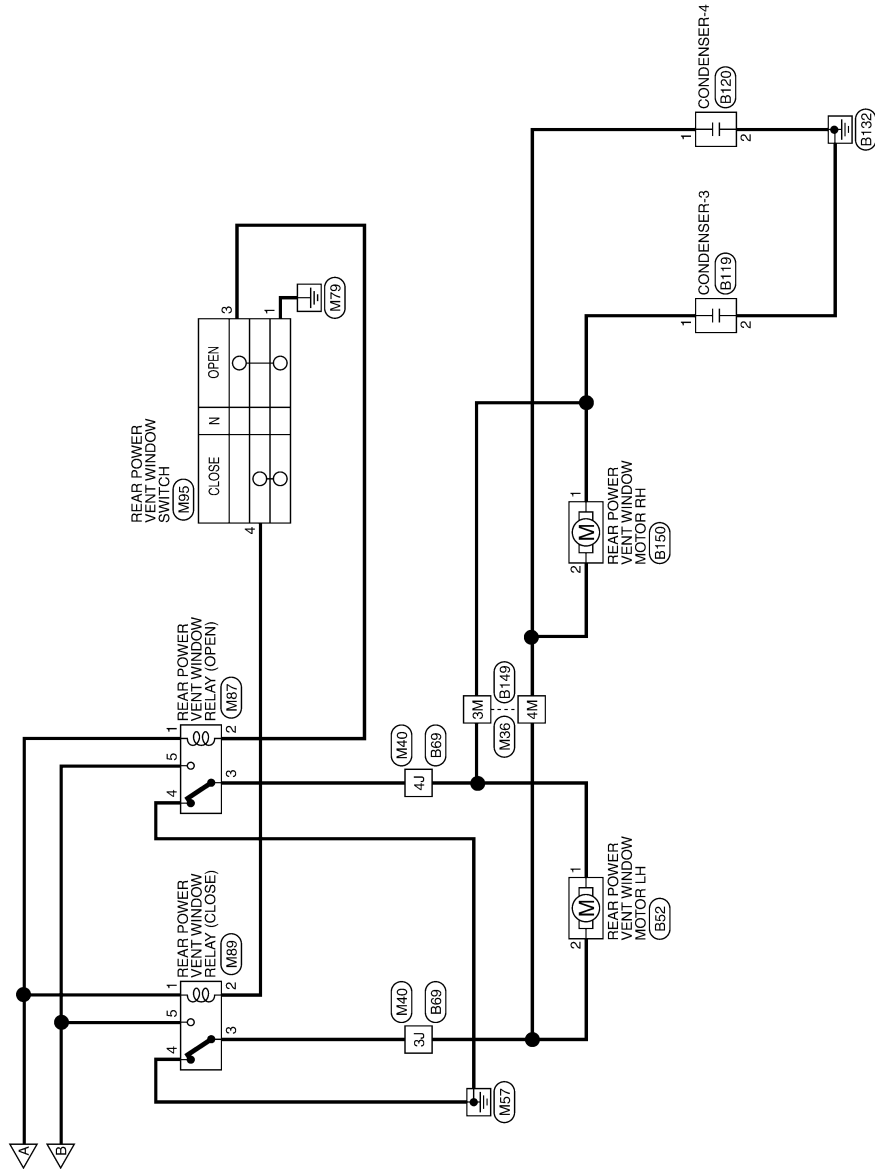 A
B
REAR POWER
VENT WINDOW
RELAY (CLOSE)
M89
1
5
4
2
3
REAR POWER
VENT WINDOW
RELAY (OPEN)
M87
1
5
4
2
3
REAR POWER
VENT WINDOW
SWITCH
M95
CLOSE
N
OPEN
4
3
1
M79
M57
M40
B69
3J
M40
B69
4J
M36
B149
3M
4M
2
1
M
REAR POWER
VENT WINDOW
MOTOR LH
B52
2
1
M
REAR POWER
VENT WINDOW
MOTOR RH
B150
CONDENSER-3
B119
1
2
CONDENSER-4
B120
1
2
B132